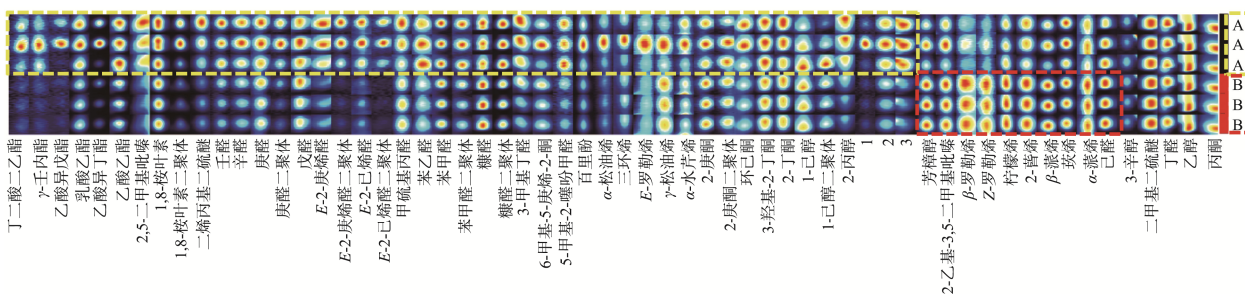 A
A
A
B
B
B
丁二酸二乙酯
γ-壬内酯
乙酸异戊酯
乳酸乙酯
乙酸异丁酯
乙酸乙酯
2,5-二甲基吡嗪
1,8-桉叶素
1,8-桉叶素二聚体
二烯丙基二硫醚
壬醛
辛醛
庚醛
庚醛二聚体
戊醛
E-2-庚烯醛
E-2-庚烯醛二聚体
E-2-已烯醛
E-2-已烯醛二聚体
甲硫基丙醛
苯乙醛
苯甲醛
苯甲醛二聚体
糠醛
糠醛二聚体
3-甲基丁醛
6-甲基-5-庚烯-2-酮
5-甲基-2-噻吩甲醛
百里酚
α-松油烯
三环烯
E-罗勒烯
γ-松油烯
α-水芹烯
2-庚酮
2-庚酮二聚体
环己酮
3-羟基-2-丁酮
2-丁酮
1-己醇
1-己醇二聚体
2-丙醇
1
2
3
芳樟醇
2-乙基-3,5-二甲基吡嗪
β-罗勒烯
Z-罗勒烯
柠檬烯
2-蒈烯
β-蒎烯
莰烯
α-蒎烯
己醛
3-辛醇
二甲基二硫醚
丁醛
乙醇
丙酮